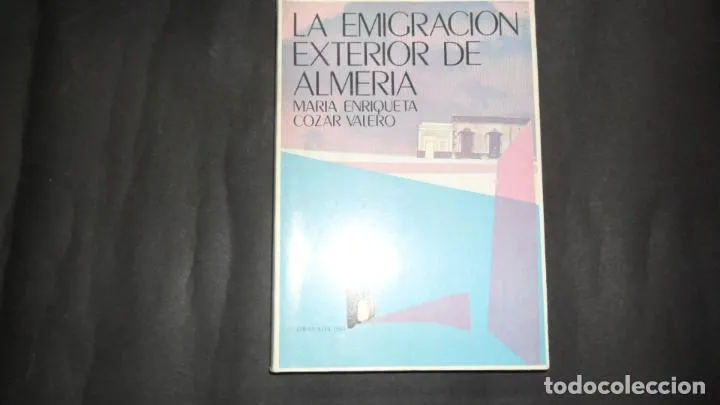 LA EMIGRACION
EXTERIOR DE
ALMERIA
MARIA ENRIQUETA
COZAR VALERO
todocoleccion